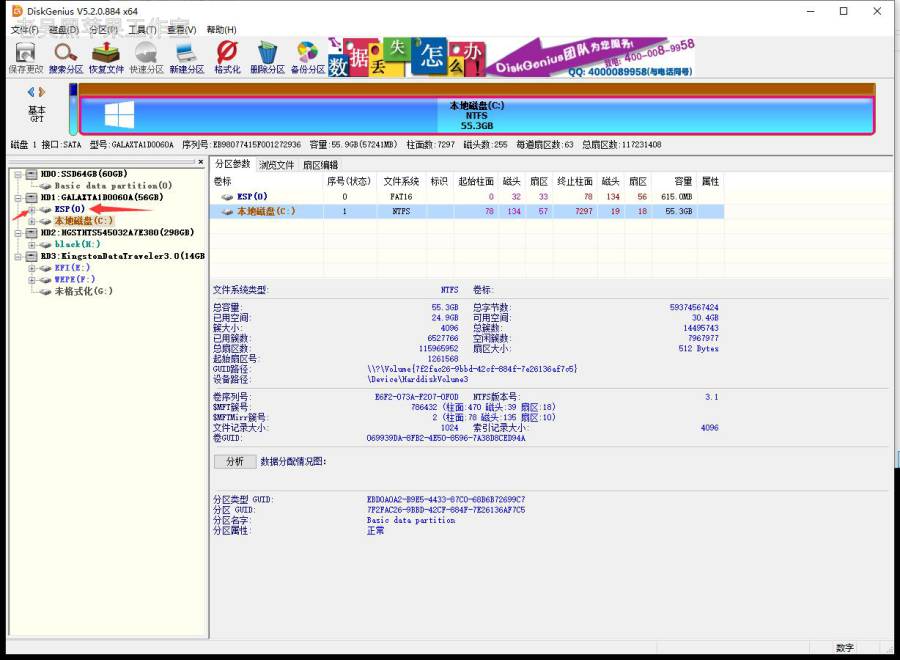 DiskGenius V5.2.0.884 x64
老吴黑苹果工作室
文件(F) 磁盘(D) 分区(P) 工具(T) 查看(V) 帮助(H)
保存更改 搜索分区 恢复文件 快速分区 新建分区 格式化 删除分区 备份分区
数据丢失怎么办!
DiskGenius团队为您服务!
致电: 400-008-9958
QQ: 4000089958(与电话同号)
基本
GPT
本地磁盘(C:)
NTFS
55.3GB
磁盘 1 接口:SATA 型号:GALAXTA1D0060A 序列号:EB98077415F001272936 容量:55.9GB(57241MB) 柱面数:7297 磁头数:255 每道扇区数:63 总扇区数:117231408
HD0:SSD64GB(60GB)
Basic data partition(0)
HD1:GALAXTA1D0060A(56GB)
ESP(0)
本地磁盘(C:)
HD2:HGSTHTS545032A7E380(298GB)
black(H:)
RD3:KingstonDataTraveler3.0(14GB
EFI(E:)
WEPE(F:)
未格式化(G:)
分区参数 浏览文件 扇区编辑
卷标 序号(状态) 文件系统 标识 起始柱面 磁头 扇区 终止柱面 磁头 扇区 容量 属性
ESP(0) 0 FAT16 0 32 33 78 134 56 615.0MB
本地磁盘(C:) 1 NTFS 78 134 57 7297 19 18 55.3GB
文件系统类型: NTFS 卷标:
总容量: 55.3GB 总字节数: 59374567424
已用空间: 24.9GB 可用空间: 30.4GB
簇大小: 4096 总簇数: 14495743
已用簇数: 6527766 空闲簇数: 7967977
总扇区数: 115965952 扇区大小: 512 Bytes
起始扇区号: 1261568
GUID路径: \\?\Volume{7f2fac26-9bbd-42cf-884f-7e26136af7c5}
设备路径: \Device\HarddiskVolume3
卷序列号: E6F2-073A-F207-0F0D NTFS版本号: 3.1
$MFT簇号: 786432 (柱面:470 磁头:39 扇区:18)
$MFTMirr簇号: 2 (柱面:78 磁头:135 扇区:10)
文件记录大小: 1024 索引记录大小: 4096
卷GUID: 069939DA-8FB2-4E50-8596-7A38D8CED94A
分析 数据分配情况图:
分区类型 GUID: EBD0A0A2-B9E5-4433-87C0-68B6B72699C7
分区 GUID: 7F2FAC26-9BBD-42CF-884F-7E26136AF7C5
分区名字: Basic data partition
分区属性: 正常
数字